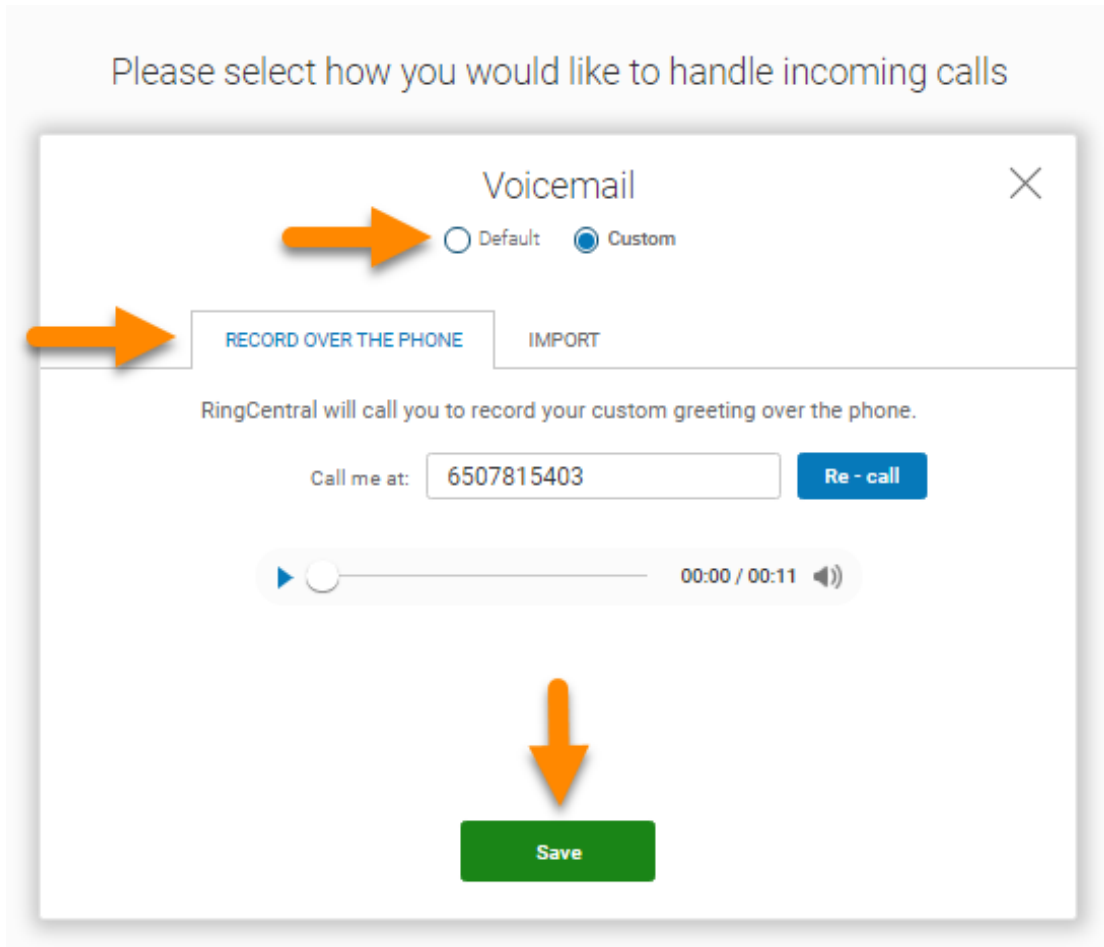 Please select how you would like to handle incoming calls
Voicemail
Default Custom
RECORD OVER THE PHONE IMPORT
RingCentral will call you to record your custom greeting over the phone.
Call me at: 6507815403 Re - call
00:00 / 00:11
Save